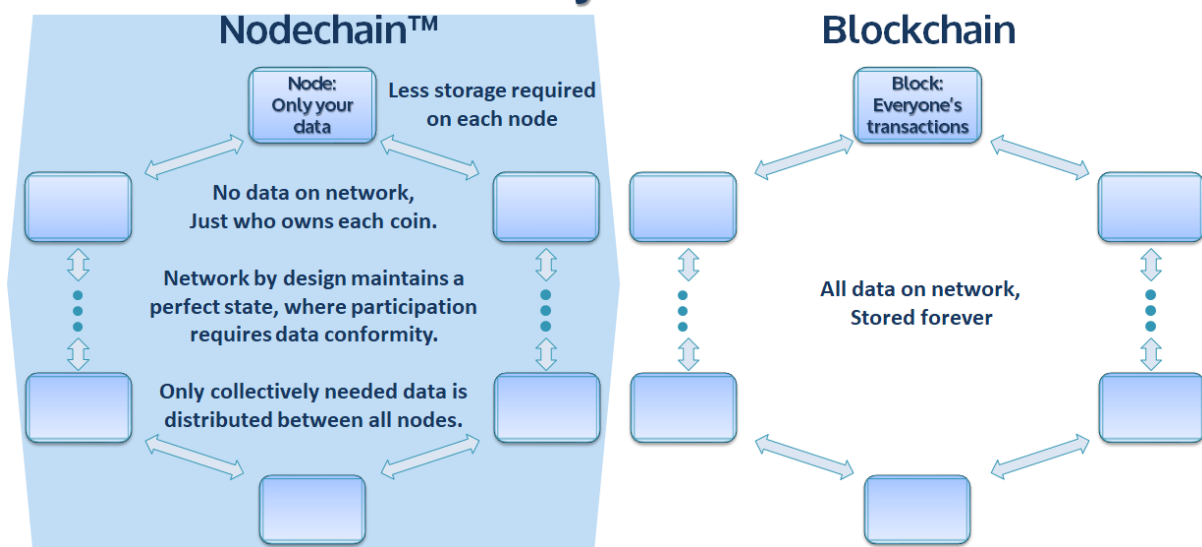 Nodechain™
Node:
Only your
data
Less storage required
on each node
No data on network,
Just who owns each coin.
Network by design maintains a
perfect state, where participation
requires data conformity.
Only collectively needed data is
distributed between all nodes.
Blockchain
Block:
Everyone's
transactions
All data on network,
Stored forever